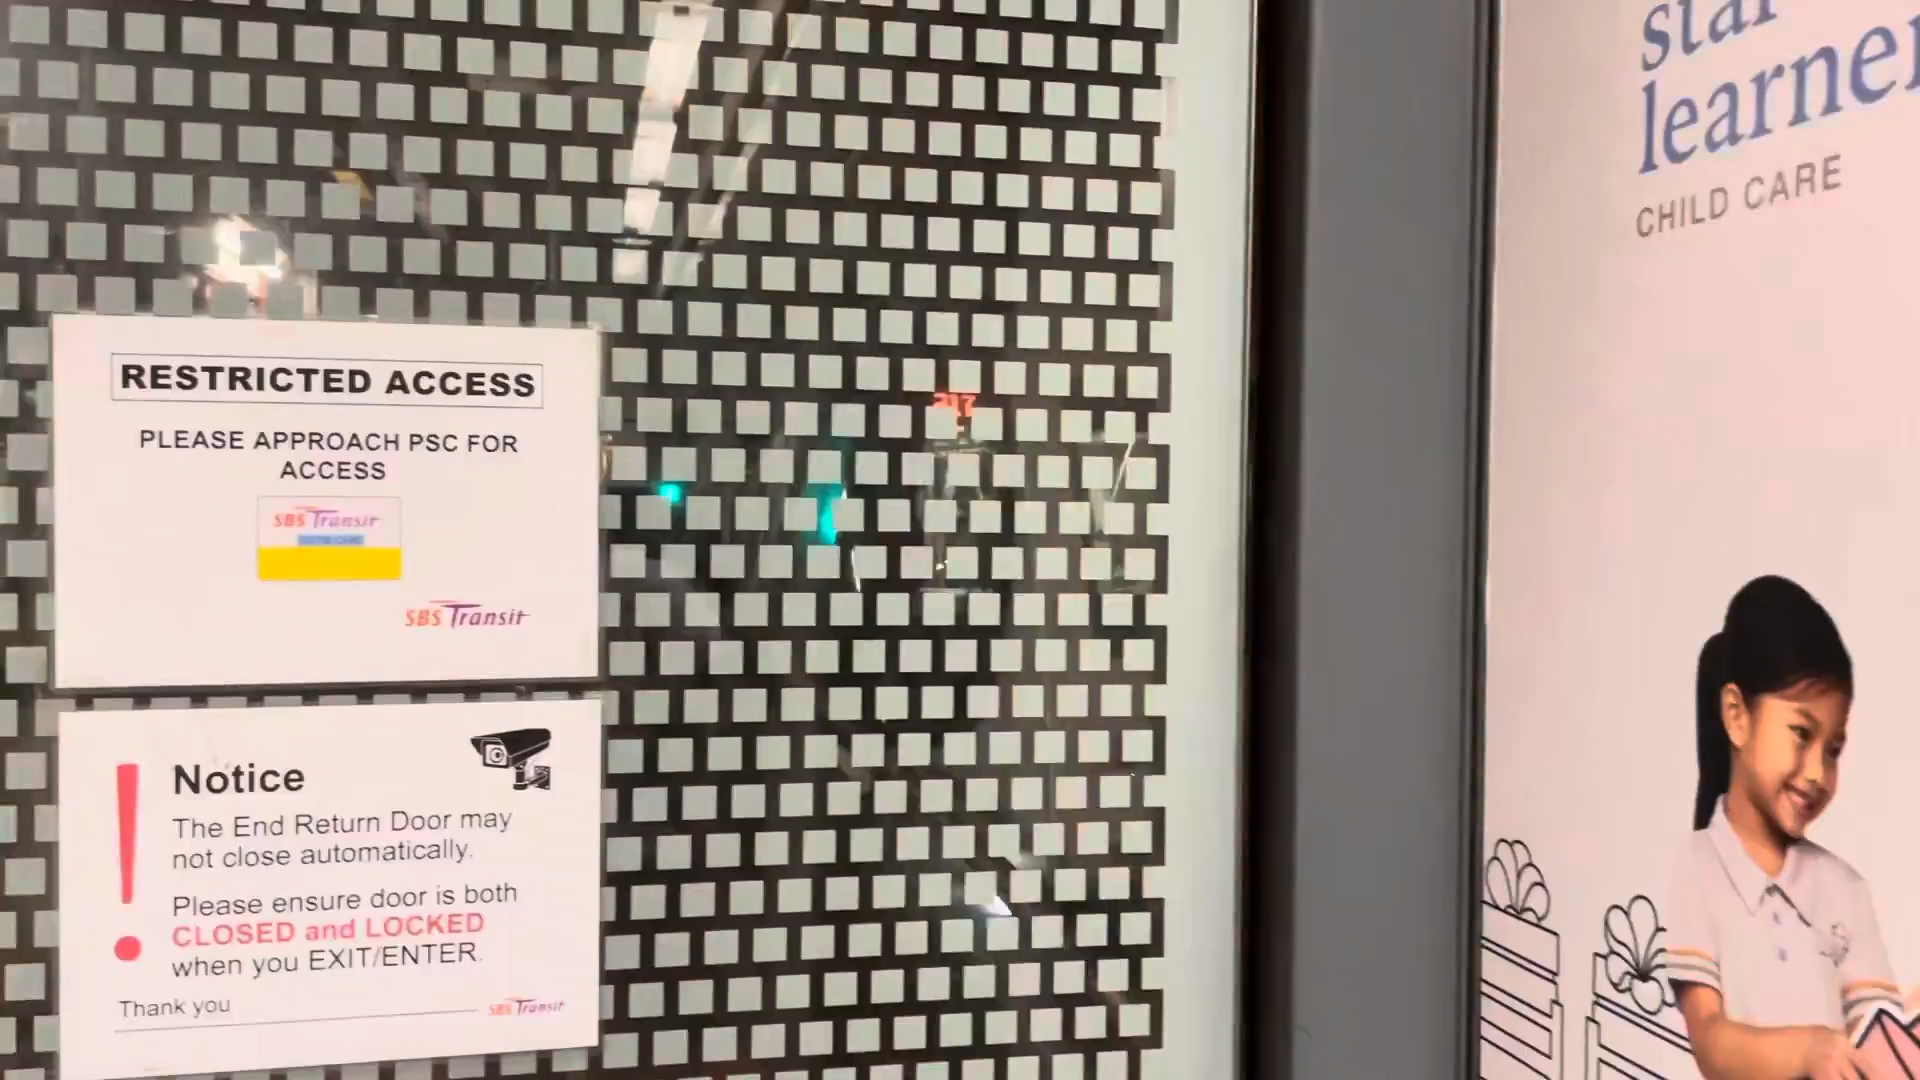 RESTRICTED ACCESS
PLEASE APPROACH PSC FOR
ACCESS
SBS Transit
SBS Transit
Notice
The End Return Door may
not close automatically.
Please ensure door is both
CLOSED and LOCKED
when you EXIT/ENTER.
Thank you
SBS Transit
star
learner
CHILD CARE